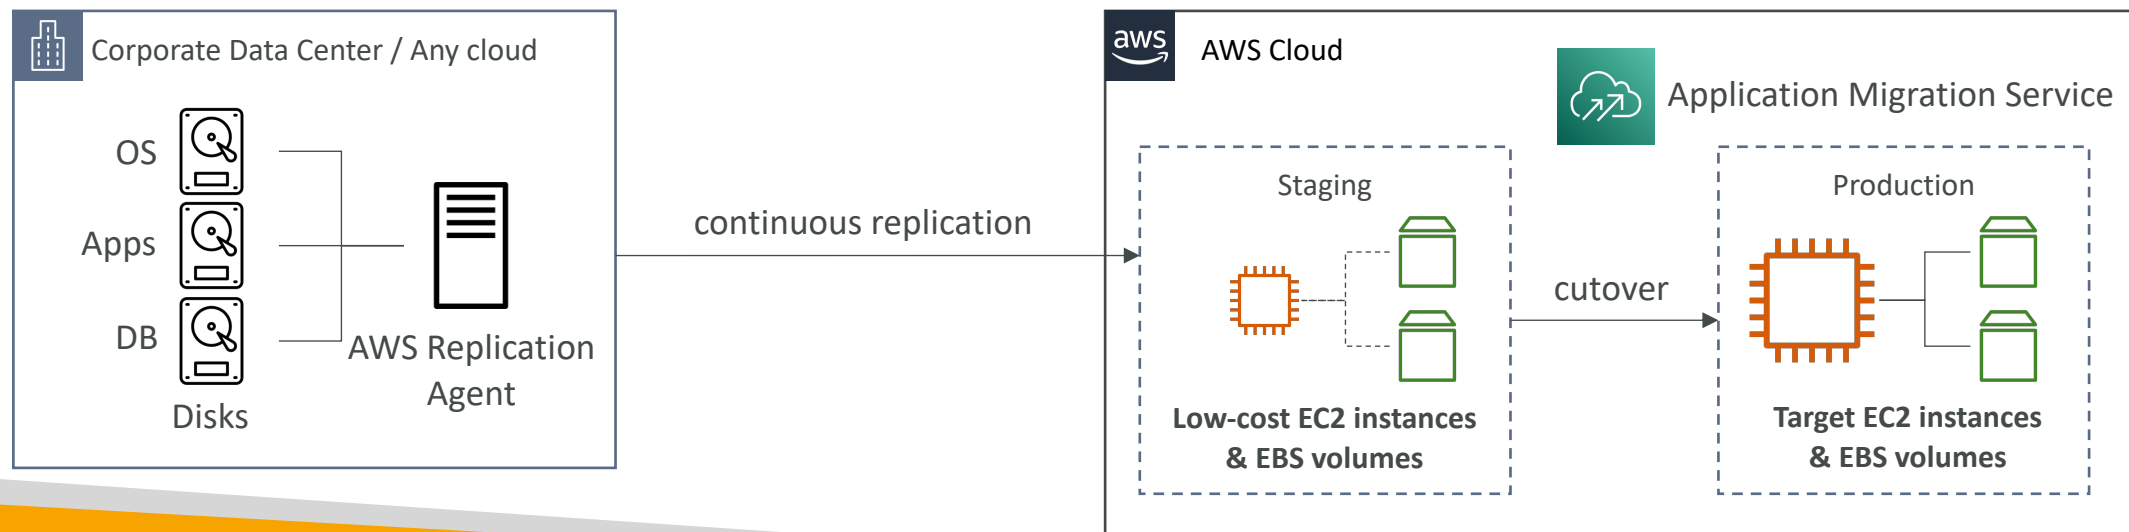 Corporate Data Center / Any cloud
OS
Apps
DB
Disks
AWS Replication
Agent
continuous replication
aws
AWS Cloud
Application Migration Service
Staging
Low-cost EC2 instances
& EBS volumes
cutover
Production
Target EC2 instances
& EBS volumes